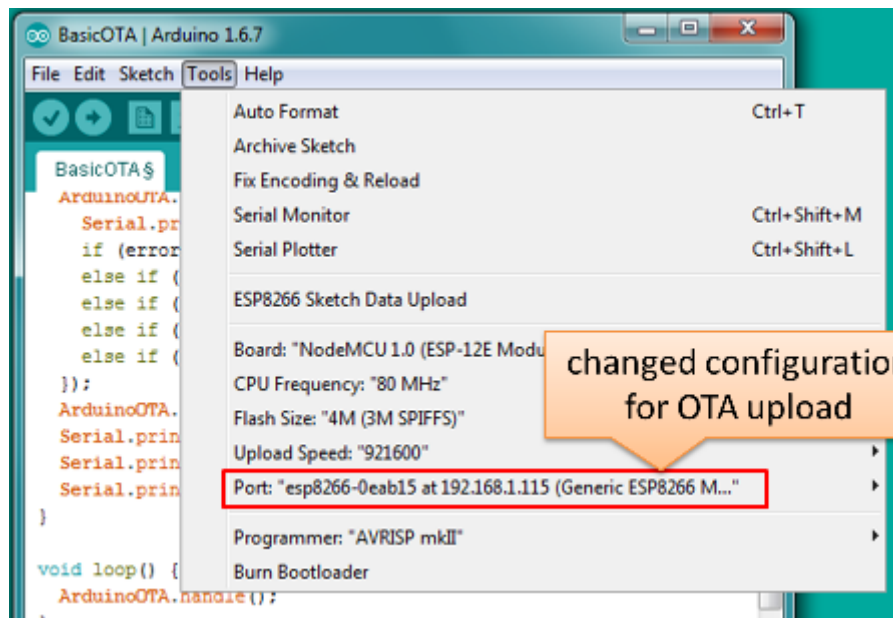 BasicOTA | Arduino 1.6.7
File Edit Sketch Tools Help
Auto Format Ctrl+T
Archive Sketch
Fix Encoding & Reload
Serial Monitor Ctrl+Shift+M
Serial Plotter Ctrl+Shift+L
ESP8266 Sketch Data Upload
Board: "NodeMCU 1.0 (ESP-12E Modu
CPU Frequency: "80 MHz"
Flash Size: "4M (3M SPIFFS)"
Upload Speed: "921600"
Port: "esp8266-0eab15 at 192.168.1.115 (Generic ESP8266 M..."
Programmer: "AVRISP mkII"
Burn Bootloader
changed configuratio
for OTA upload
BasicOTA§
ArduinoOTA.
Serial.pr
if (error
else if (
else if (
else if (
else if (
});
ArduinoOTA.
Serial.prin
Serial.prin
Serial.prin
}
void loop() {
ArduinoOTA.handle();